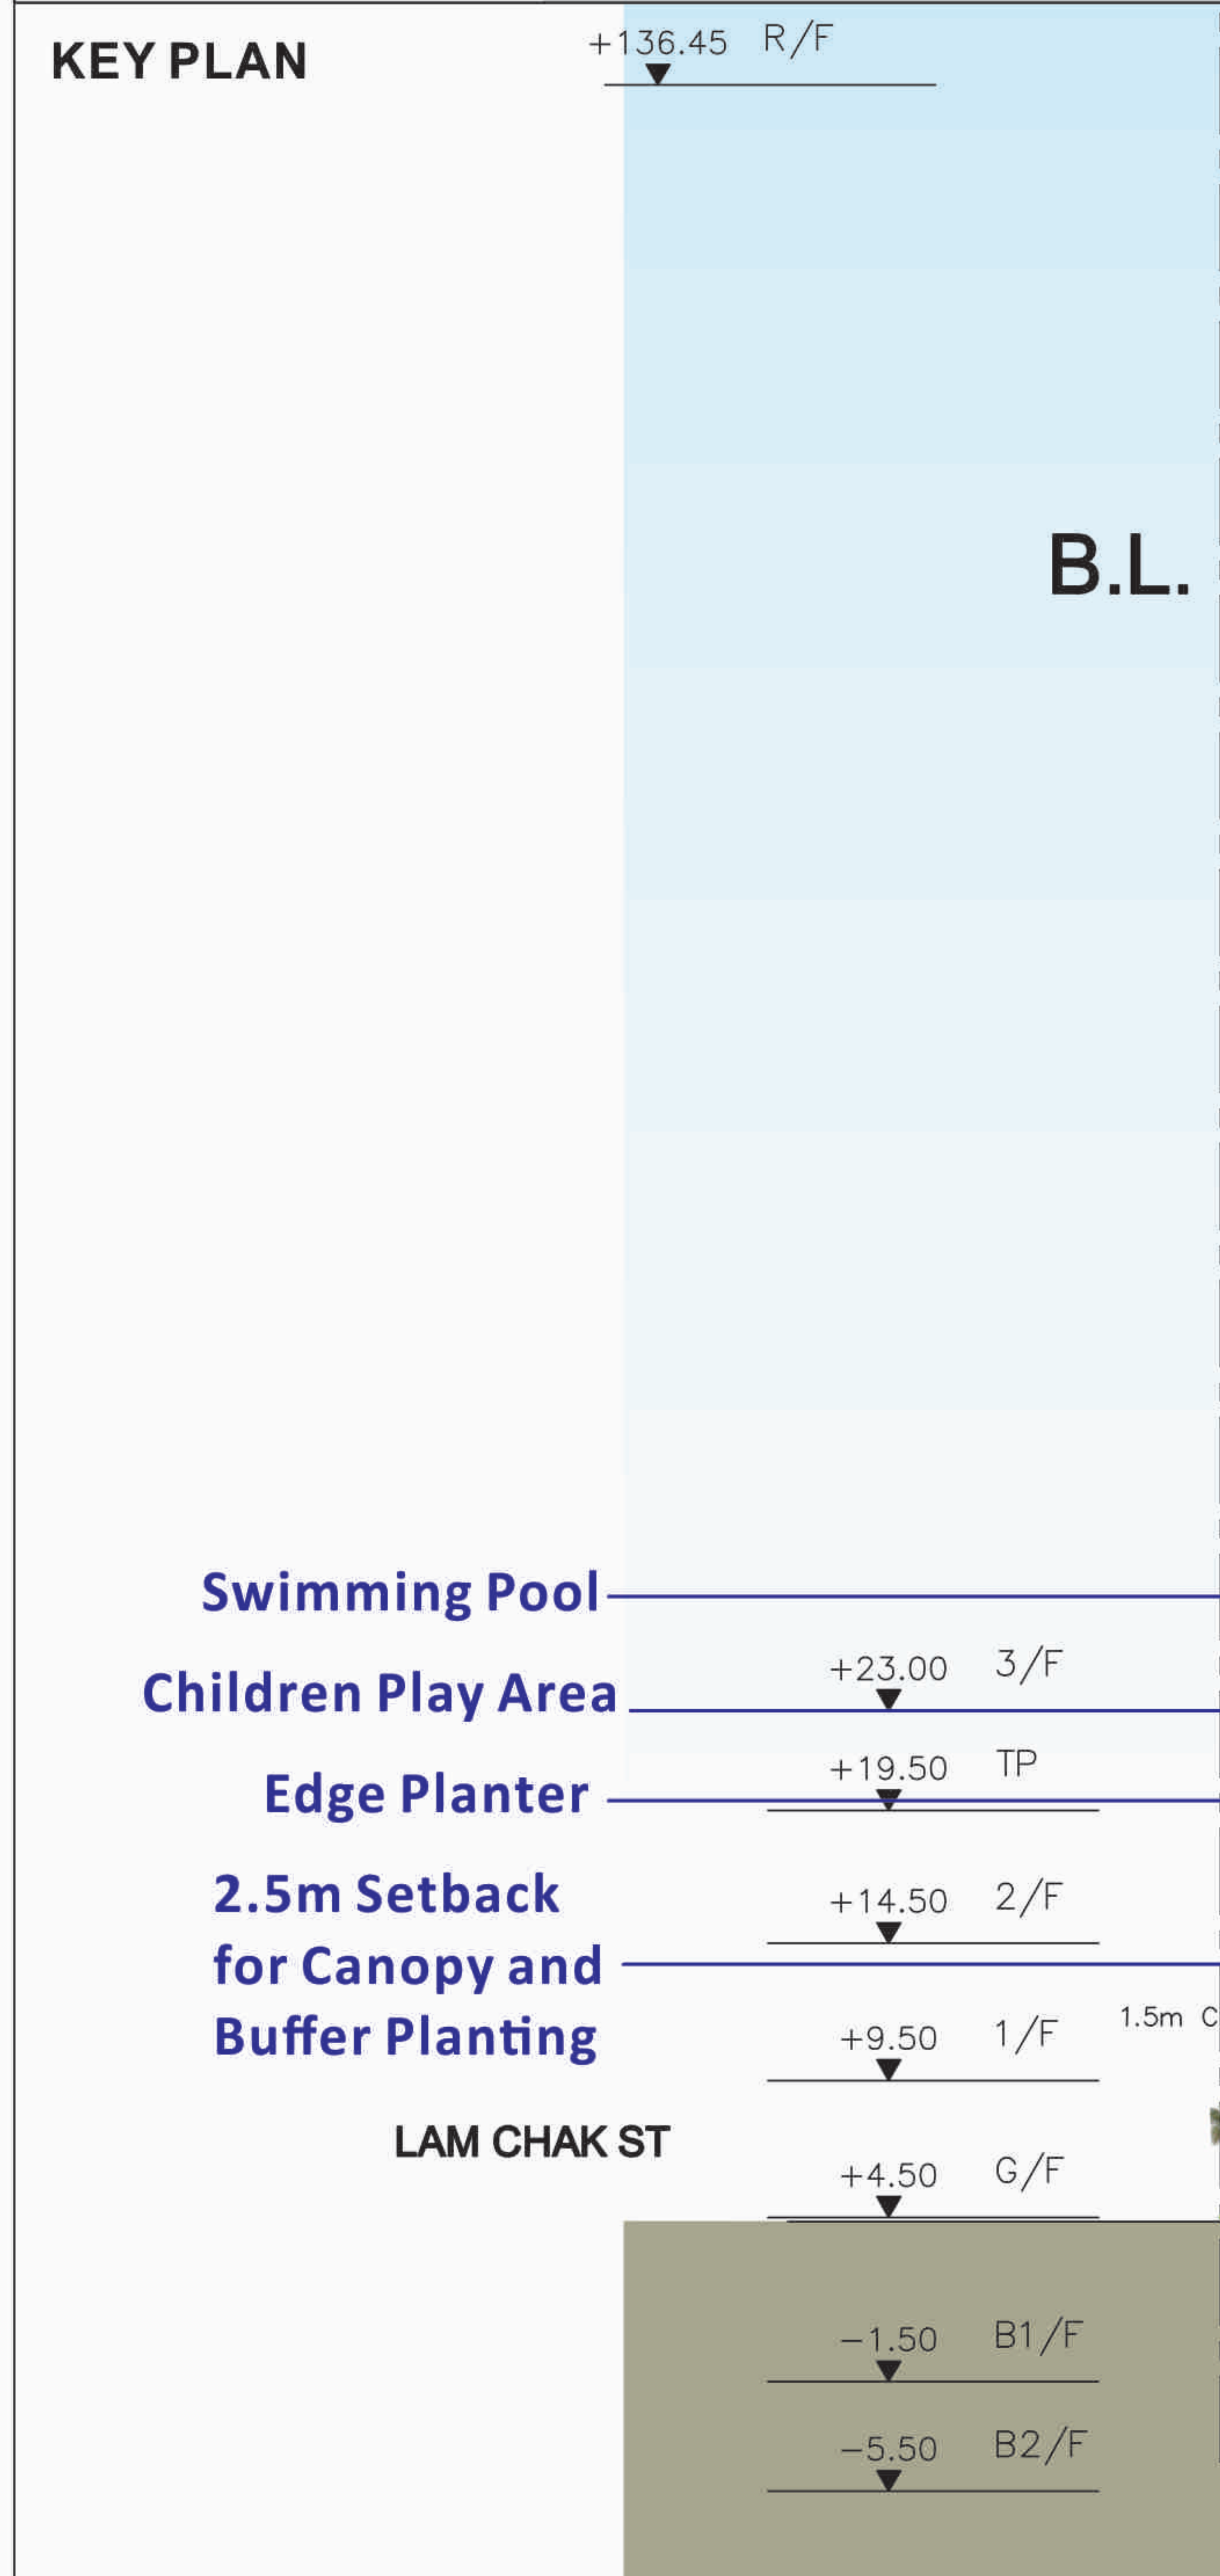 KEY PLAN
+136.45 R/F
B.L.
Swimming Pool
+23.00 3/F
Children Play Area
+19.50 TP
Edge Planter
2.5m Setback
for Canopy and
Buffer Planting
+14.50 2/F
1.5m C
+9.50 1/F
LAM CHAK ST
+4.50 G/F
-1.50 B1/F
-5.50 B2/F